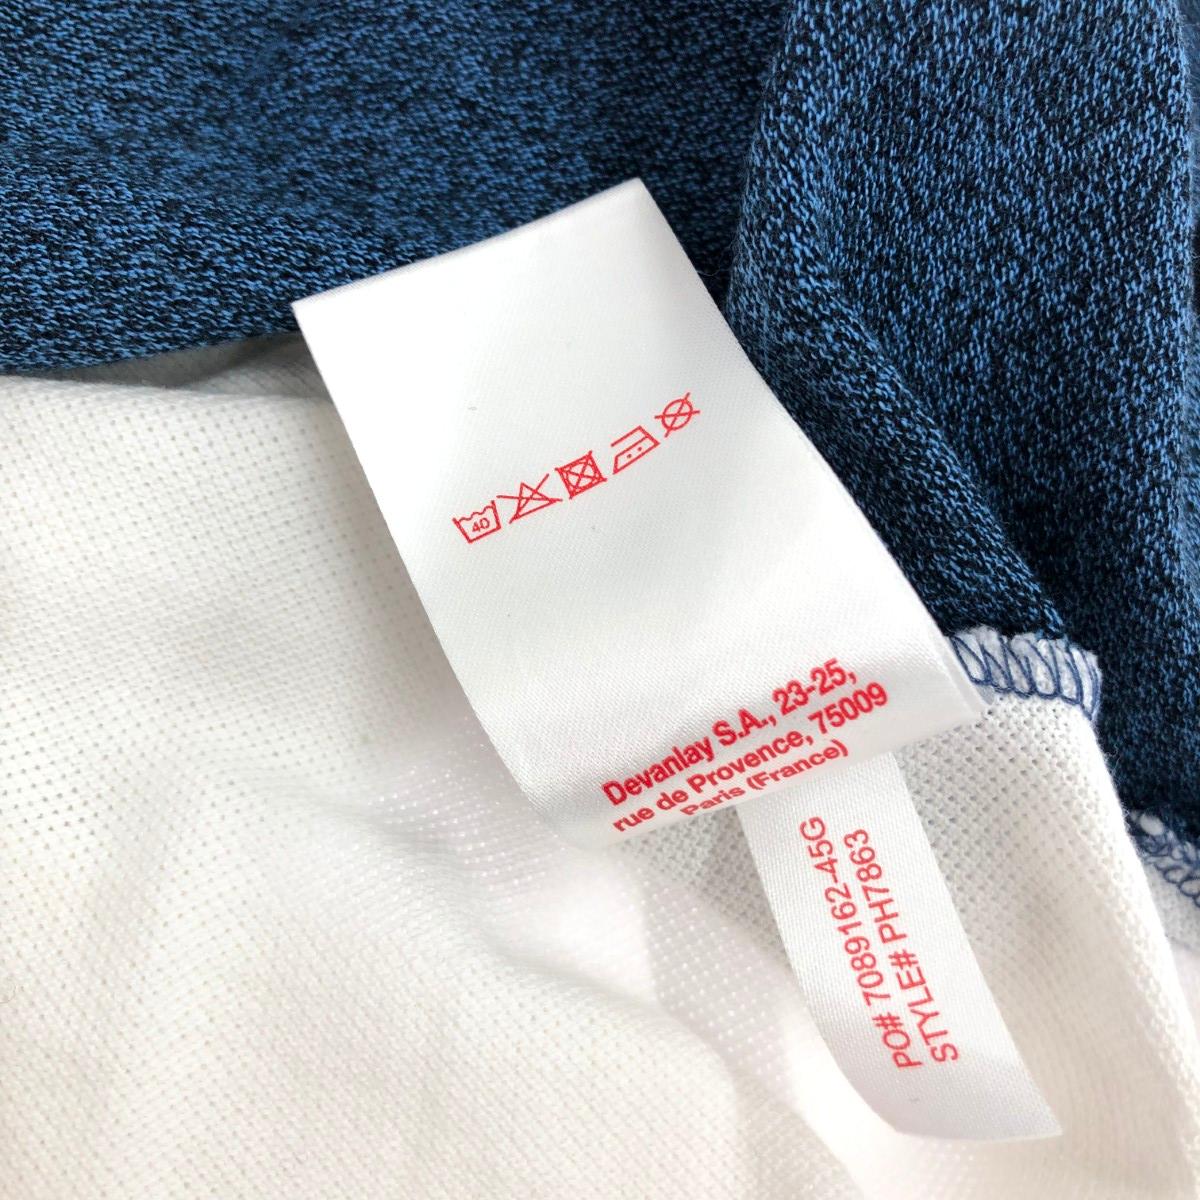 40
Devanlay S.A., 23-25,
rue de Provence, 75009
Paris (France)
PO# 7089162-45G
STYLE# PH7863